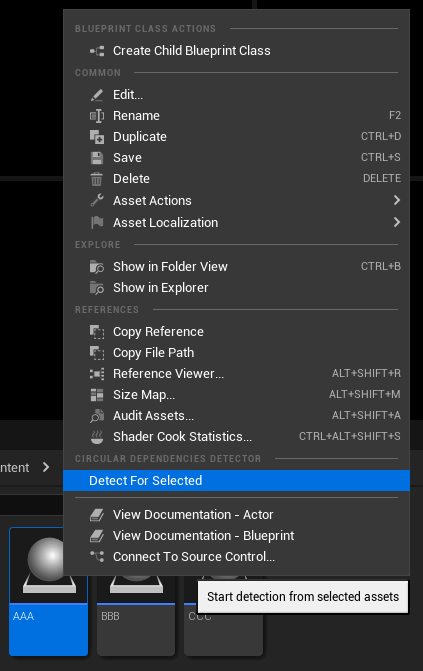 BLUEPRINT CLASS ACTIONS
Create Child Blueprint Class
COMMON
Edit...
Rename F2
Duplicate CTRL+D
Save CTRL+S
Delete DELETE
Asset Actions
Asset Localization
EXPLORE
Show in Folder View CTRL+B
Show in Explorer
REFERENCES
Copy Reference
Copy File Path
Reference Viewer... ALT+SHIFT+R
Size Map... ALT+SHIFT+M
Audit Assets... ALT+SHIFT+A
Shader Cook Statistics... CTRL+ALT+SHIFT+S
CIRCULAR DEPENDENCIES DETECTOR
ntent
Detect For Selected
View Documentation - Actor
View Documentation - Blueprint
Connect To Source Control...
Start detection from selected assets
AAA
BBB
CCC